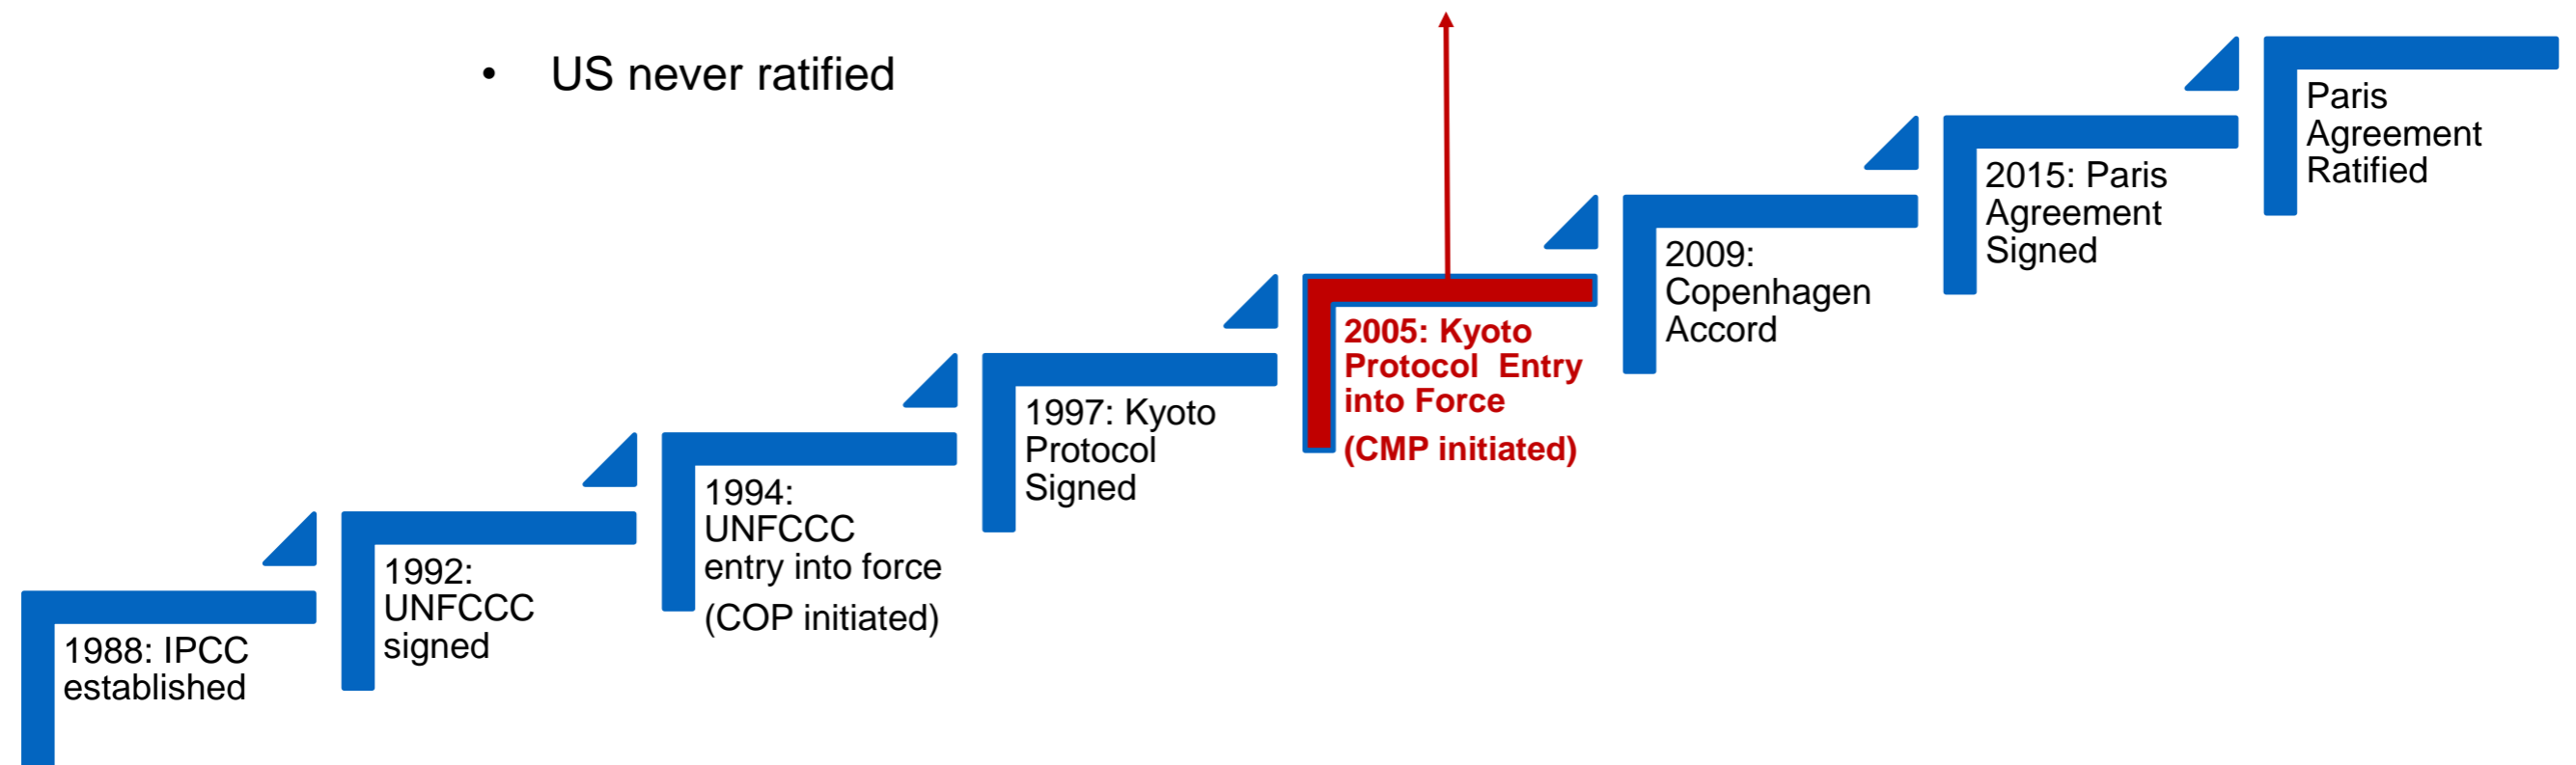 • US never ratified
1988: IPCC
established
1992:
UNFCCC
signed
1994:
UNFCCC
entry into force
(COP initiated)
1997: Kyoto
Protocol
Signed
2005: Kyoto
Protocol Entry
into Force
(CMP initiated)
2009:
Copenhagen
Accord
2015: Paris
Agreement
Signed
Paris
Agreement
Ratified